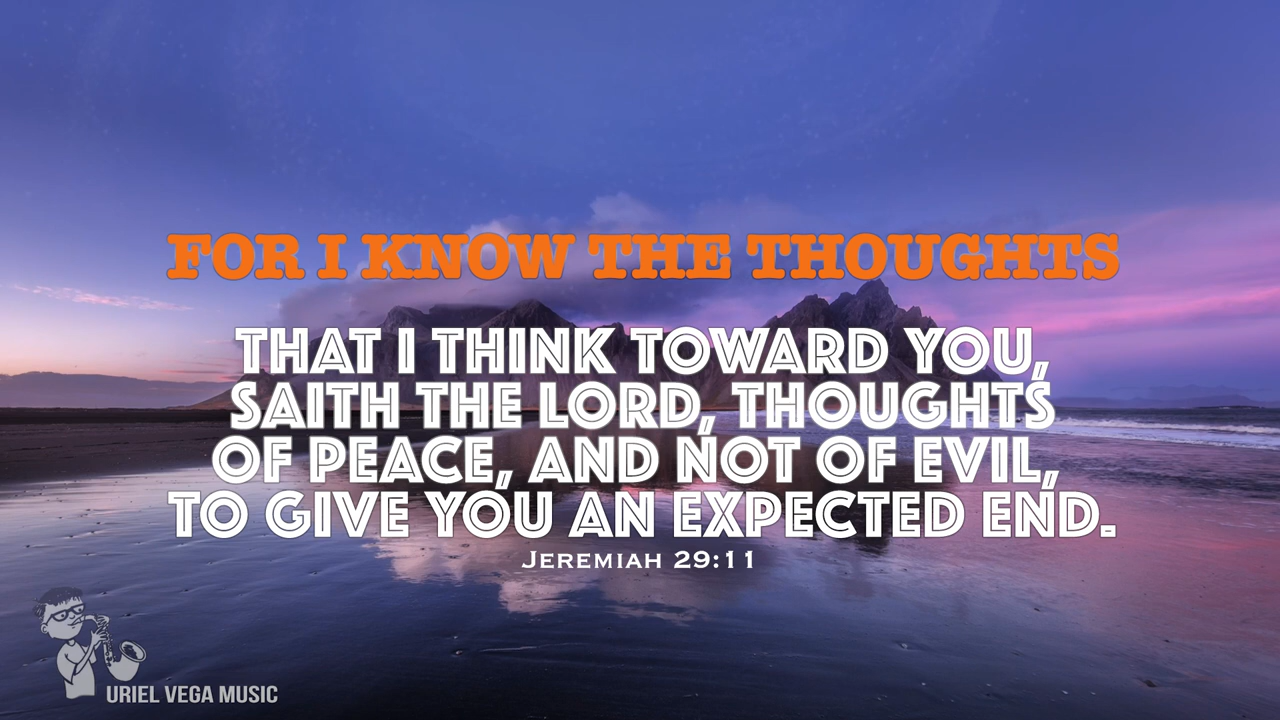 FOR I KNOW THE THOUGHTS
THAT I THINK TOWARD YOU,
SAITH THE LORD, THOUGHTS
OF PEACE, AND NOT OF EVIL,
TO GIVE YOU AN EXPECTED END.
JEREMIAH 29:11
URIEL VEGA MUSIC